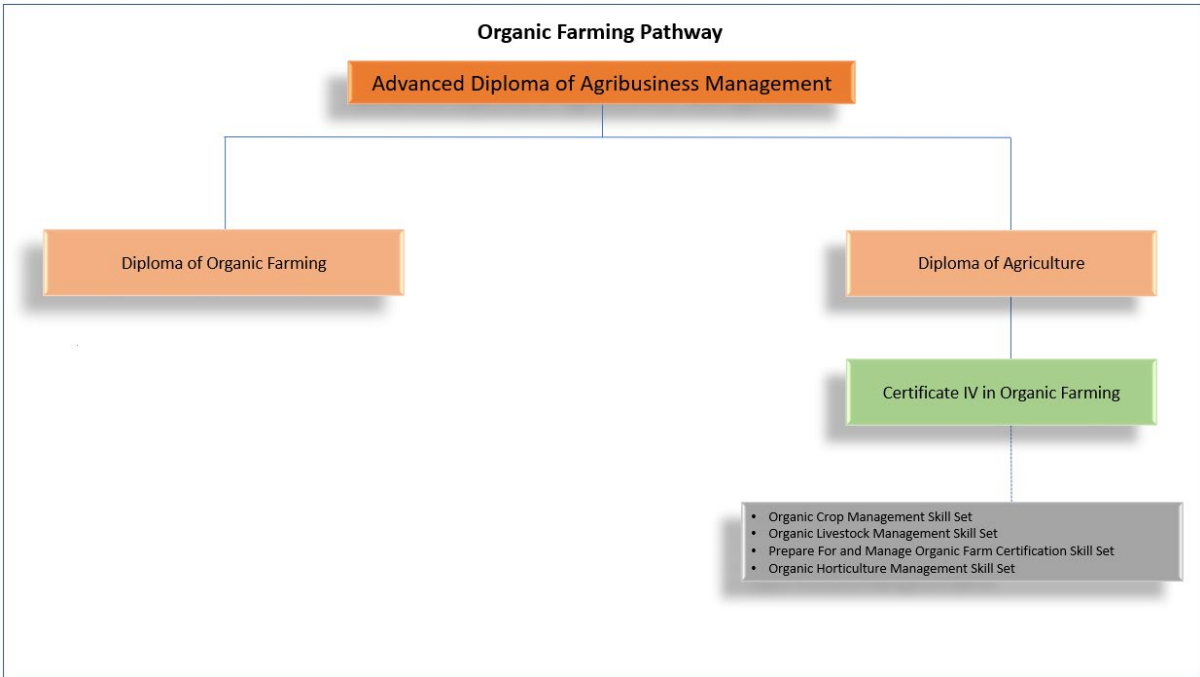 Organic Farming Pathway
Advanced Diploma of Agribusiness Management
Diploma of Organic Farming
Diploma of Agriculture
Certificate IV in Organic Farming
• Organic Crop Management Skill Set
• Organic Livestock Management Skill Set
• Prepare For and Manage Organic Farm Certification Skill Set
• Organic Horticulture Management Skill Set